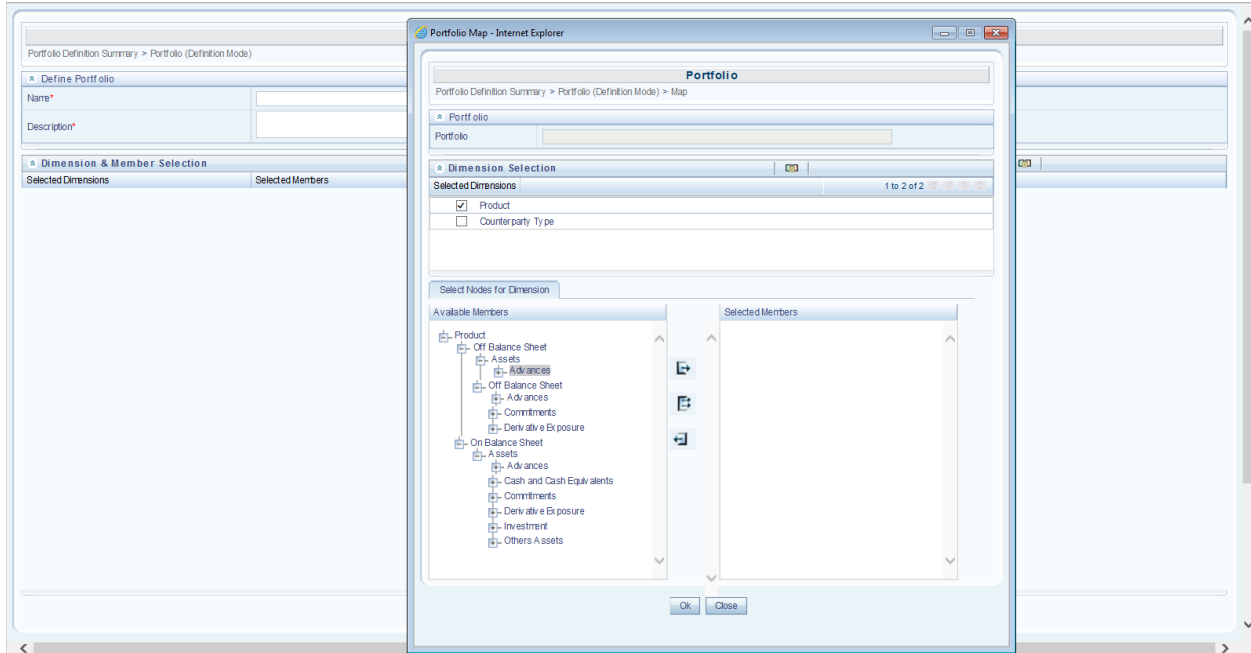 Portfolio Definition Summary > Portfolio (Definition Mode)
Define Portfolio
Name*
Description*
Dimension & Member Selection
Selected Dimensions Selected Members
Portfolio Map - Internet Explorer
Portfolio
Portfolio Definition Summary > Portfolio (Definition Mode) > Map
Portfolio
Portfolio
Dimension Selection
Selected Dimensions 1 to 2 of 2
Product
Counterparty Type
Select Nodes for Dimension
Available Members Selected Members
Product
Off Balance Sheet
Assets
Advances
Off Balance Sheet
Advances
Commitments
Derivative Exposure
On Balance Sheet
Assets
Advances
Cash and Cash Equivalents
Commitments
Derivative Exposure
Investment
Others Assets
Ok Close